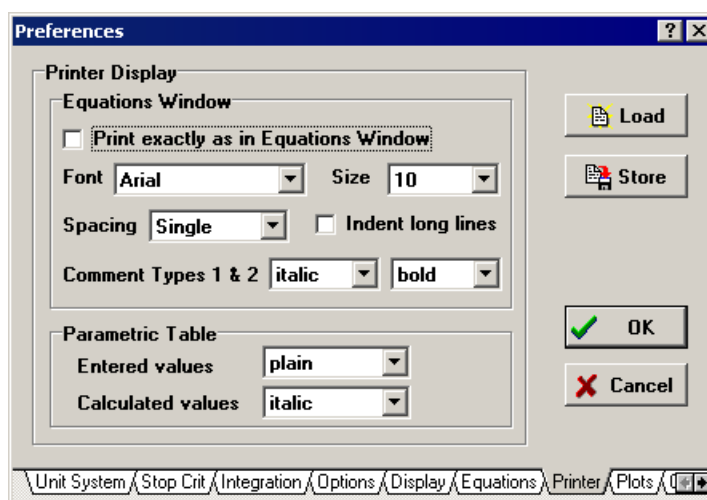 Preferences
Printer Display
Equations Window
Print exactly as in Equations Window
Font Arial Size 10
Spacing Single Indent long lines
Comment Types 1 & 2 italic bold
Parametric Table
Entered values plain
Calculated values italic
Load
Store
OK
Cancel
Unit System Stop Crit Integration Options Display Equations Printer Plots